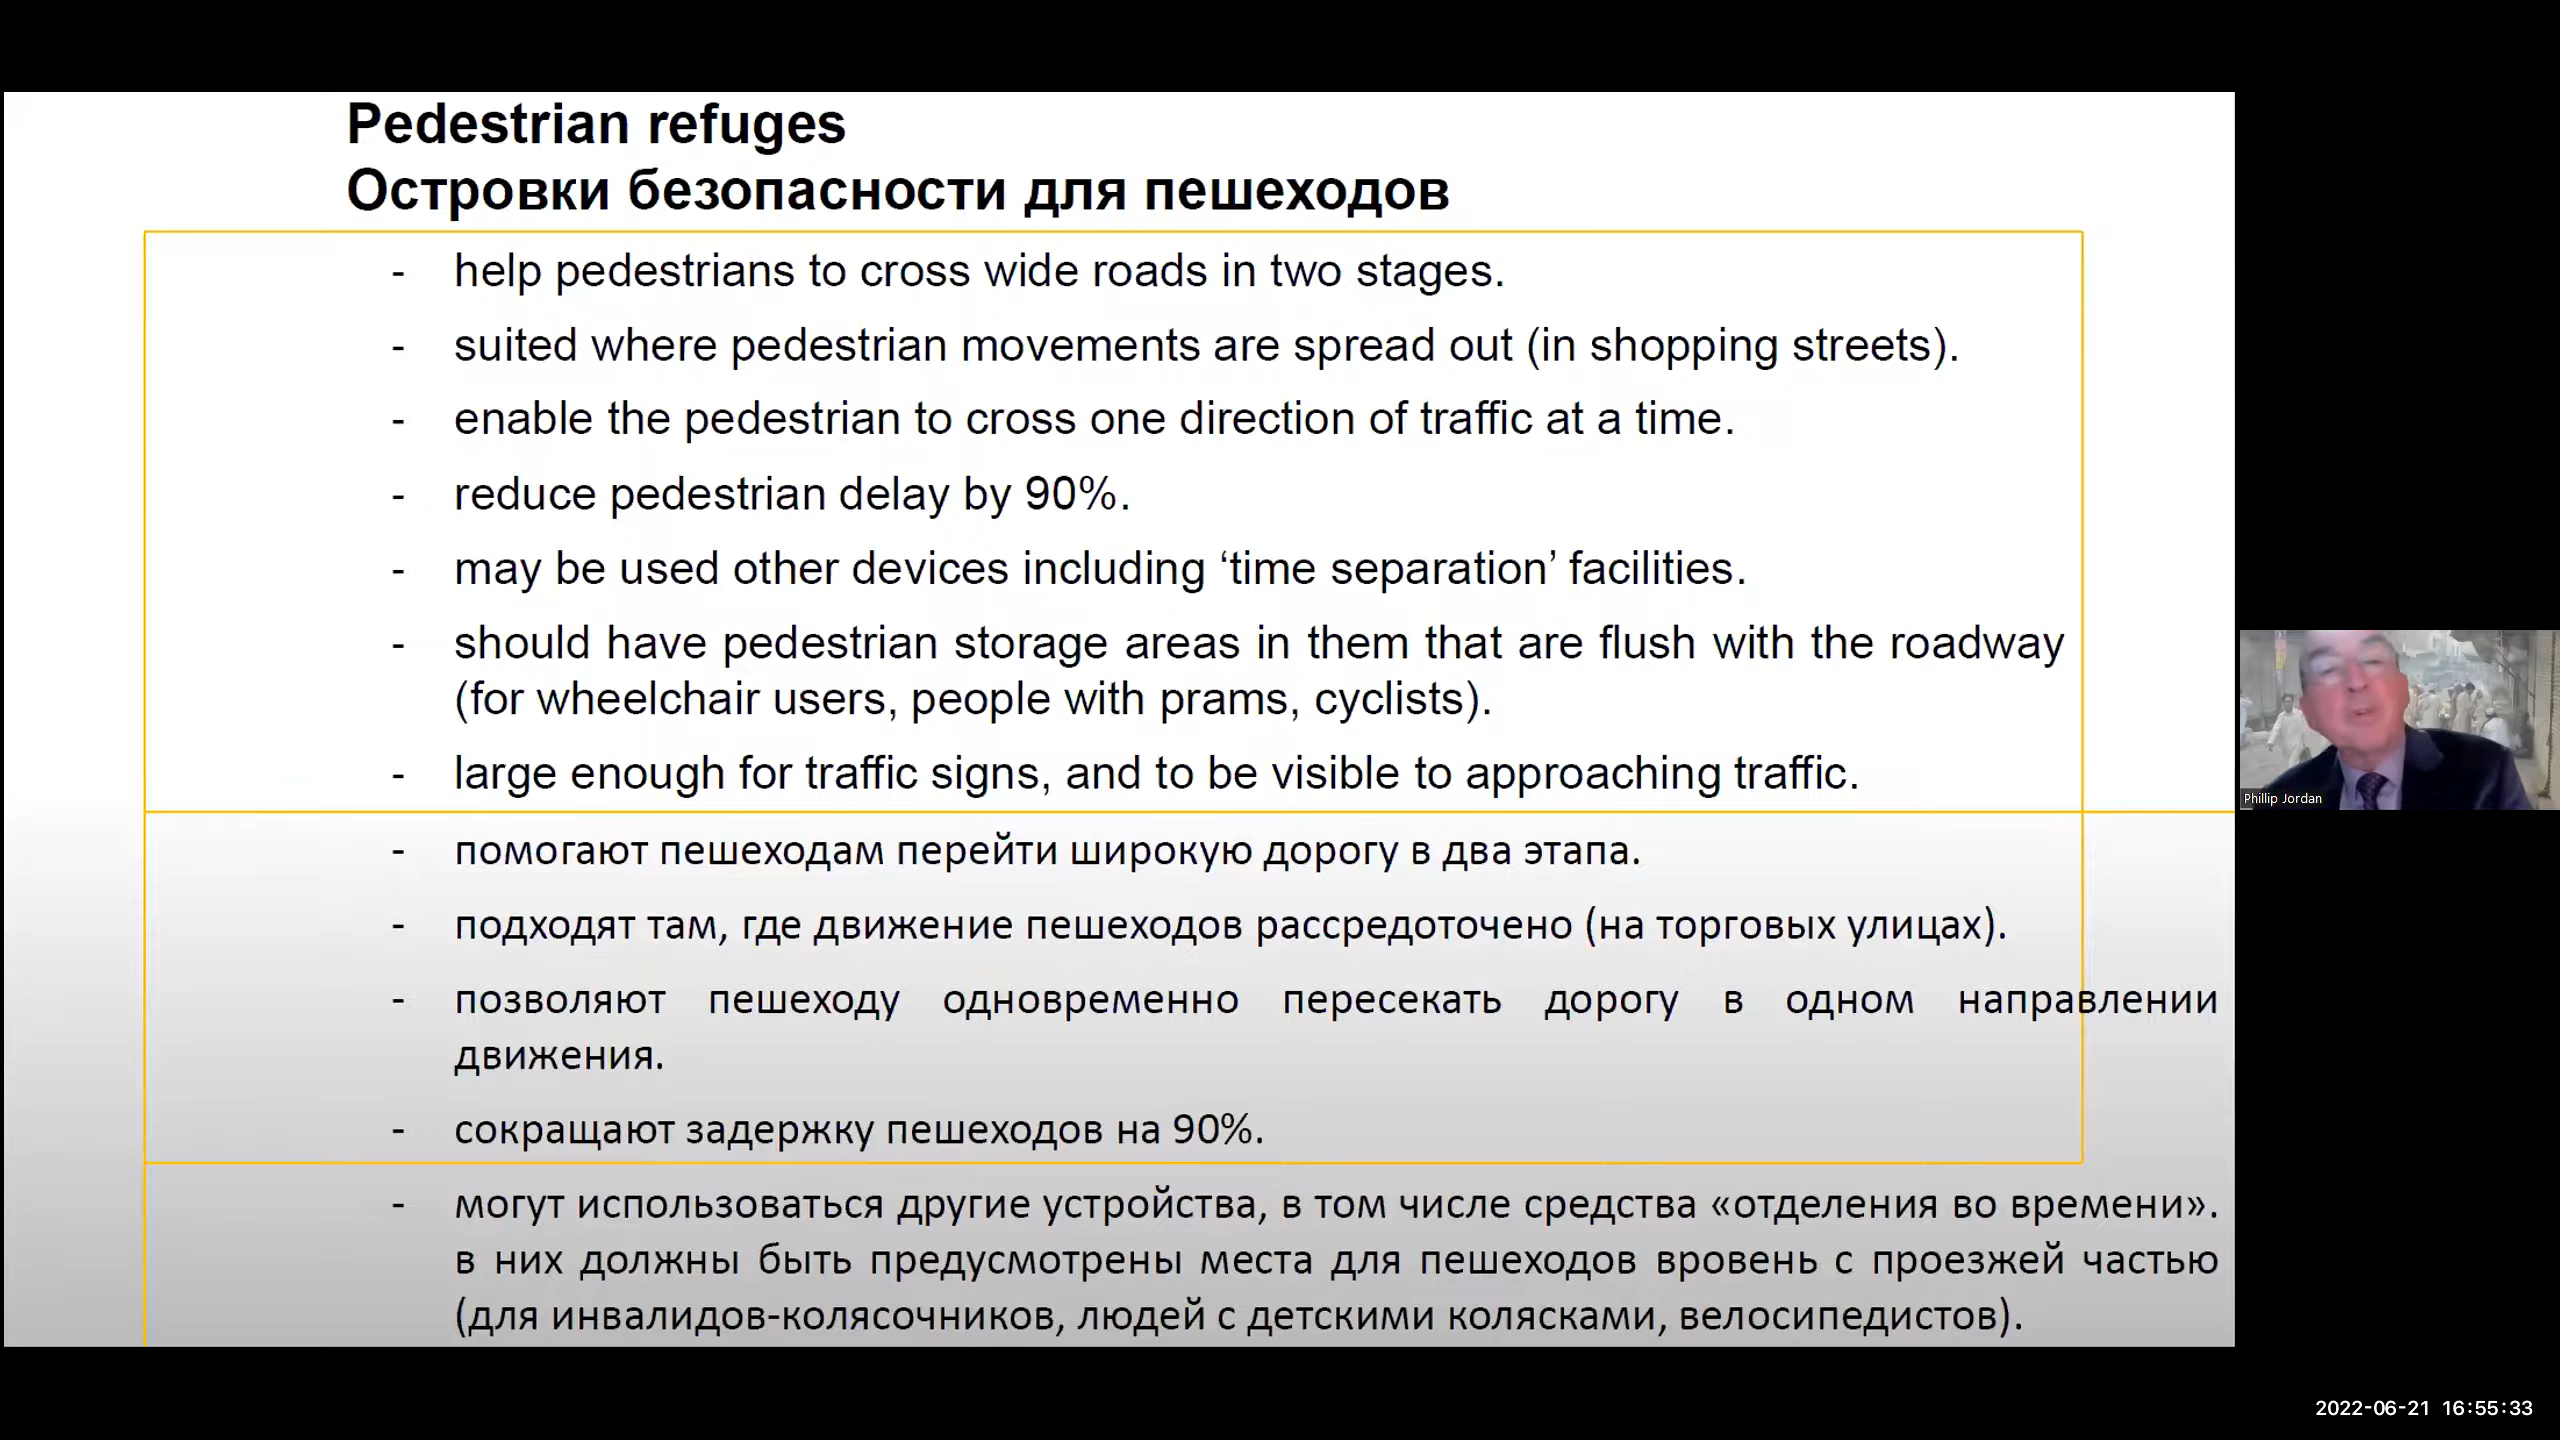 Pedestrian refuges
Островки безопасности для пешеходов
- help pedestrians to cross wide roads in two stages.
- suited where pedestrian movements are spread out (in shopping streets).
- enable the pedestrian to cross one direction of traffic at a time.
- reduce pedestrian delay by 90%.
- may be used other devices including ‘time separation’ facilities.
- should have pedestrian storage areas in them that are flush with the roadway
(for wheelchair users, people with prams, cyclists).
- large enough for traffic signs, and to be visible to approaching traffic.
- помогают пешеходам перейти широкую дорогу в два этапа.
- подходят там, где движение пешеходов рассредоточено (на торговых улицах).
- позволяют пешеходу одновременно пересекать дорогу в одном направлении
движения.
- сокращают задержку пешеходов на 90%.
- могут использоваться другие устройства, в том числе средства «отделения во времени».
в них должны быть предусмотрены места для пешеходов вровень с проезжей частью
(для инвалидов-колясочников, людей с детскими колясками, велосипедистов).
Phillip Jordan
2022-06-21 16:55:33